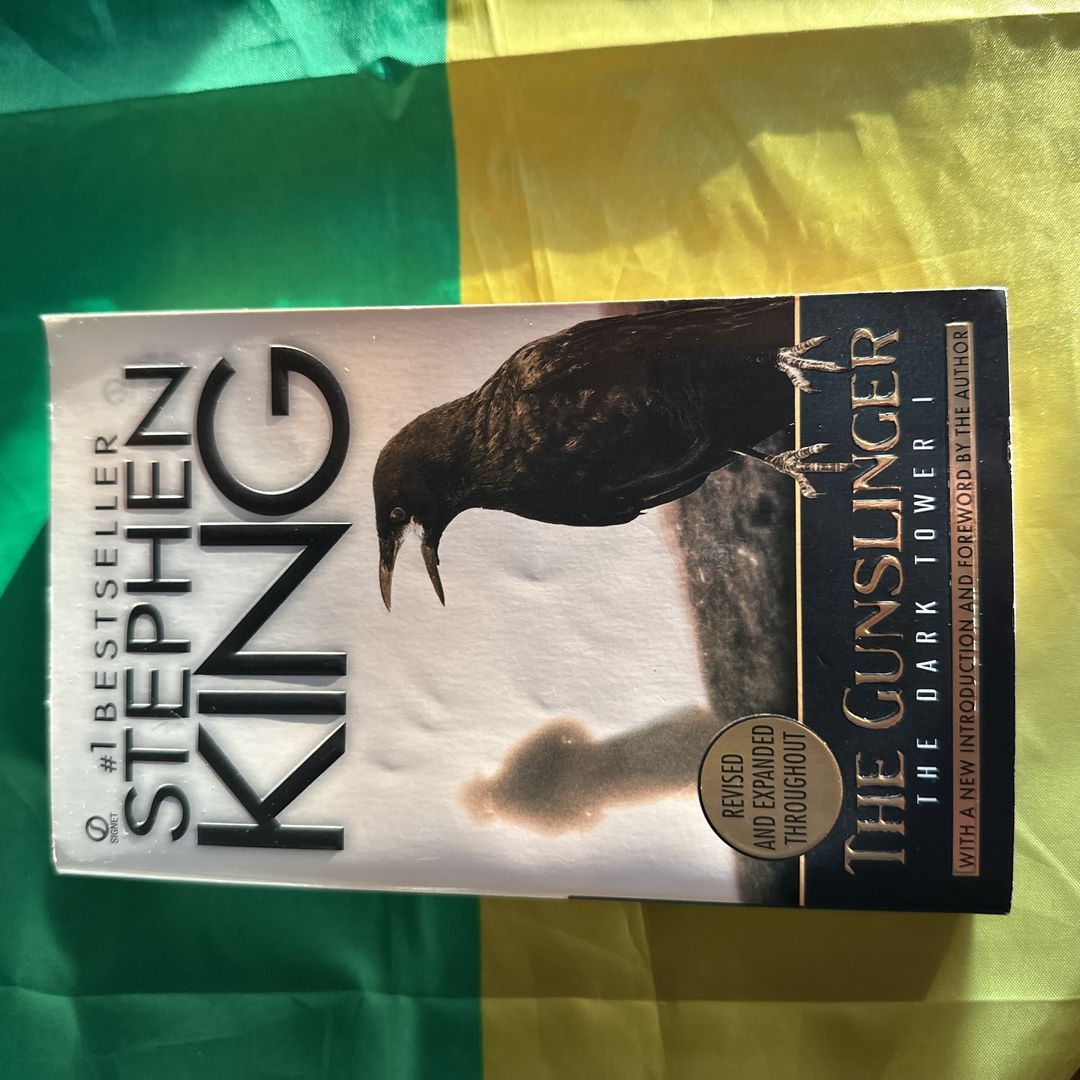 SIGNET
#1 BESTSELLER
STEPHEN
KING
REVISED
AND EXPANDED
THROUGHOUT
THE GUNSLINGER
THE DARK TOWER I
WITH A NEW INTRODUCTION AND FOREWORD BY THE AUTHOR